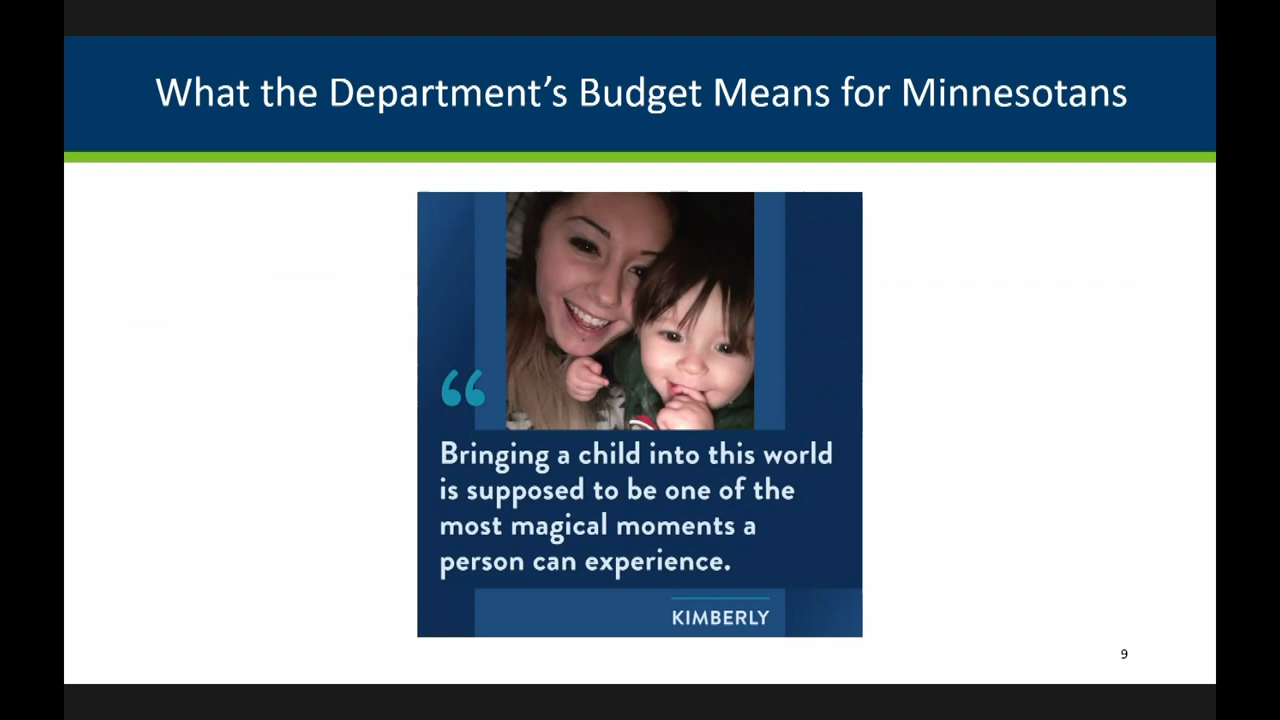 What the Department's Budget Means for Minnesotans
“
Bringing a child into this world
is supposed to be one of the
most magical moments a
person can experience.
KIMBERLY
9